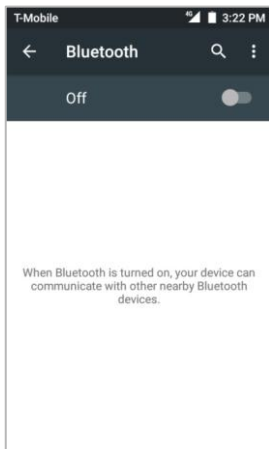 T-Mobile 4G 3:22 PM
Bluetooth
Off
When Bluetooth is turned on, your device can
communicate with other nearby Bluetooth
devices.